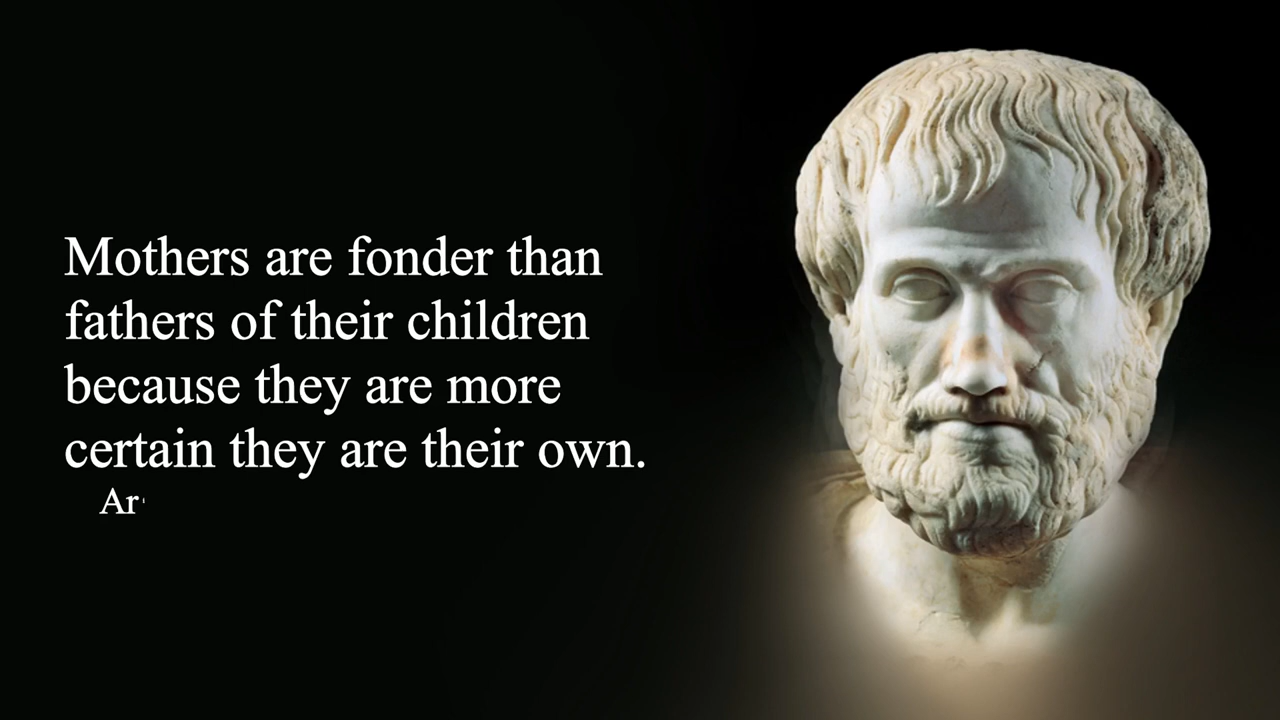 Mothers are fonder than
fathers of their children
because they are more
certain they are their own.
Ar